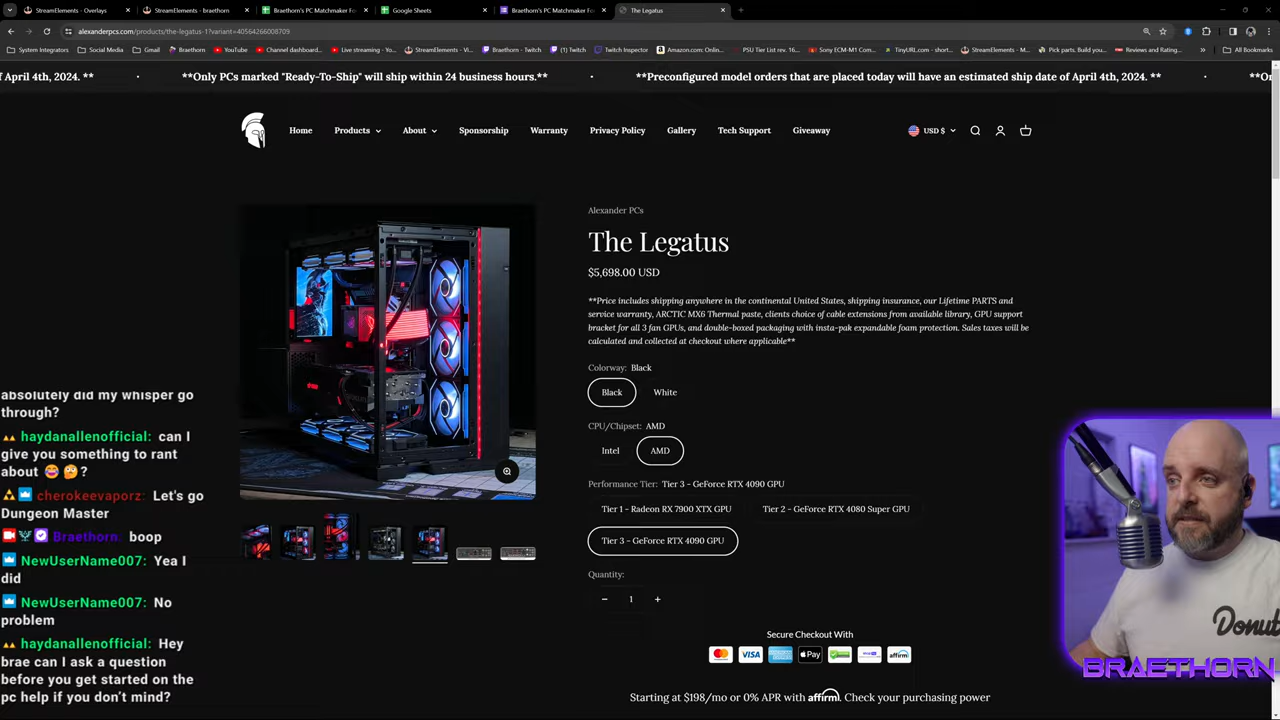 StreamElements - Overlays
StreamElements - braethorn
Braethorn's PC Matchmaker Fo
Google Sheets
Braethorn's PC Matchmaker Fo
The Legatus
alexanderpcs.com/products/the-legatus-1?variant=40564266008709
System Integrators
Social Media
Gmail
Braethorn
YouTube
Channel dashboard...
Live streaming - Yo...
StreamElements - Vi...
Braethorn - Twitch
(1) Twitch
Twitch Inspector
Amazon.com: Onlin...
PSU Tier List rev. 16...
Sony ECM-M1 Com...
TinyURL.com - short...
StreamElements - M...
Pick parts. Build you...
Reviews and Rating...
All Bookmarks
of April 4th, 2024. **
**Only PCs marked "Ready-To-Ship" will ship within 24 business hours.**
**Preconfigured model orders that are placed today will have an estimated ship date of April 4th, 2024. **
**Or
Home
Products
About
Sponsorship
Warranty
Privacy Policy
Gallery
Tech Support
Giveaway
USD $
Alexander PCs
The Legatus
$5,698.00 USD
**Price includes shipping anywhere in the continental United States, shipping insurance, our Lifetime PARTS and
service warranty, ARCTIC MX6 Thermal paste, clients choice of cable extensions from available library, GPU support
bracket for all 3 fan GPUs, and double-boxed packaging with insta-pak expandable foam protection. Sales taxes will be
calculated and collected at checkout where applicable**
Colorway: Black
Black
White
CPU/Chipset: AMD
Intel
AMD
Performance Tier: Tier 3 - GeForce RTX 4090 GPU
Tier 1 - Radeon RX 7900 XTX GPU
Tier 2 - GeForce RTX 4080 Super GPU
Tier 3 - GeForce RTX 4090 GPU
Quantity:
− 1 +
Secure Checkout With
VISA
Pay
affirm
Starting at $198/mo or 0% APR with affirm. Check your purchasing power
absolutely did my whisper go
through?
haydanallenofficial: can I
give you something to rant
about 😂 🤔 ?
cherokeevaporz: Let's go
Dungeon Master
Braethorn: boop
NewUserName007: Yea I
did
NewUserName007: No
problem
haydanallenofficial: Hey
brae can I ask a question
before you get started on the
pc help if you don't mind?
Donut
BRAETHORN